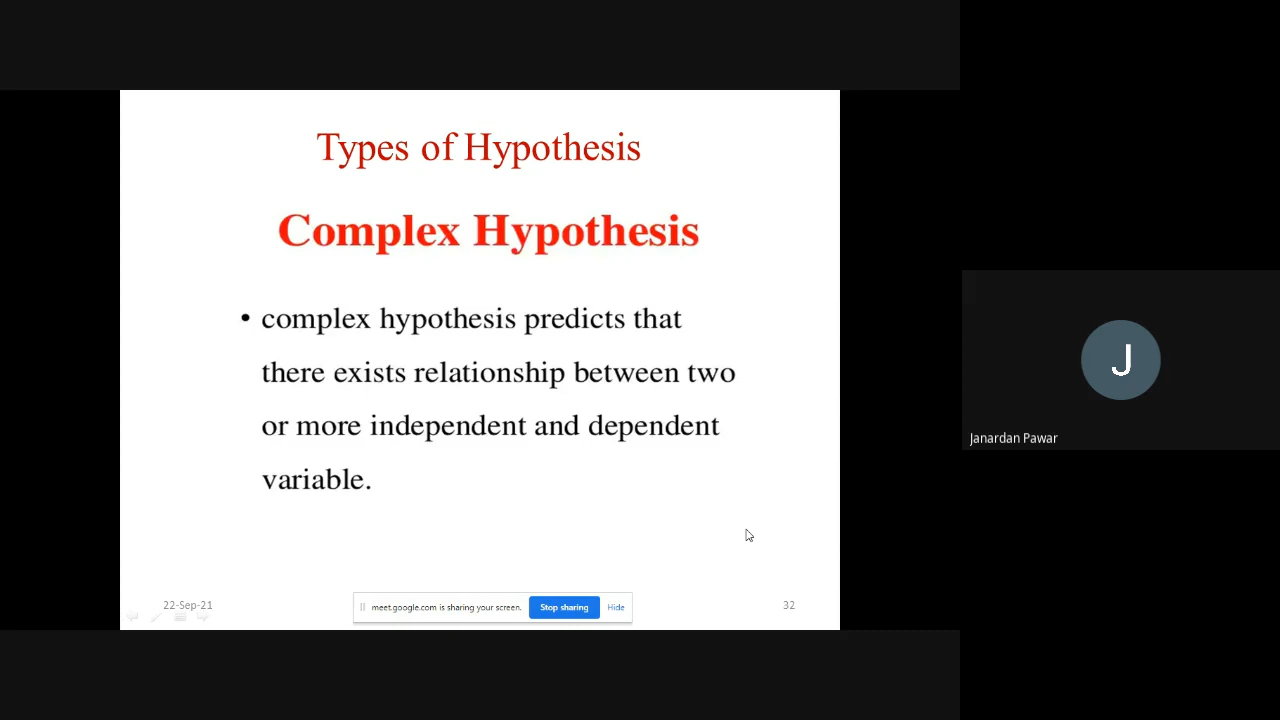 Types of Hypothesis
Complex Hypothesis
• complex hypothesis predicts that
there exists relationship between two
or more independent and dependent
variable.
22-Sep-21
meet.google.com is sharing your screen.
Stop sharing
Hide
32
J
Janardan Pawar